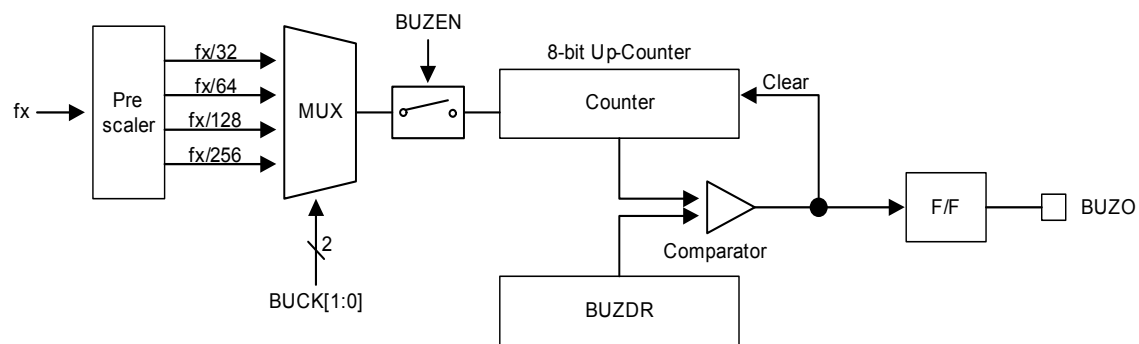 BUZEN
fx
Pre
scaler
fx/32
fx/64
fx/128
fx/256
MUX
8-bit Up-Counter
Counter
Clear
2
BUCK[1:0]
Comparator
BUZDR
F/F
BUZO